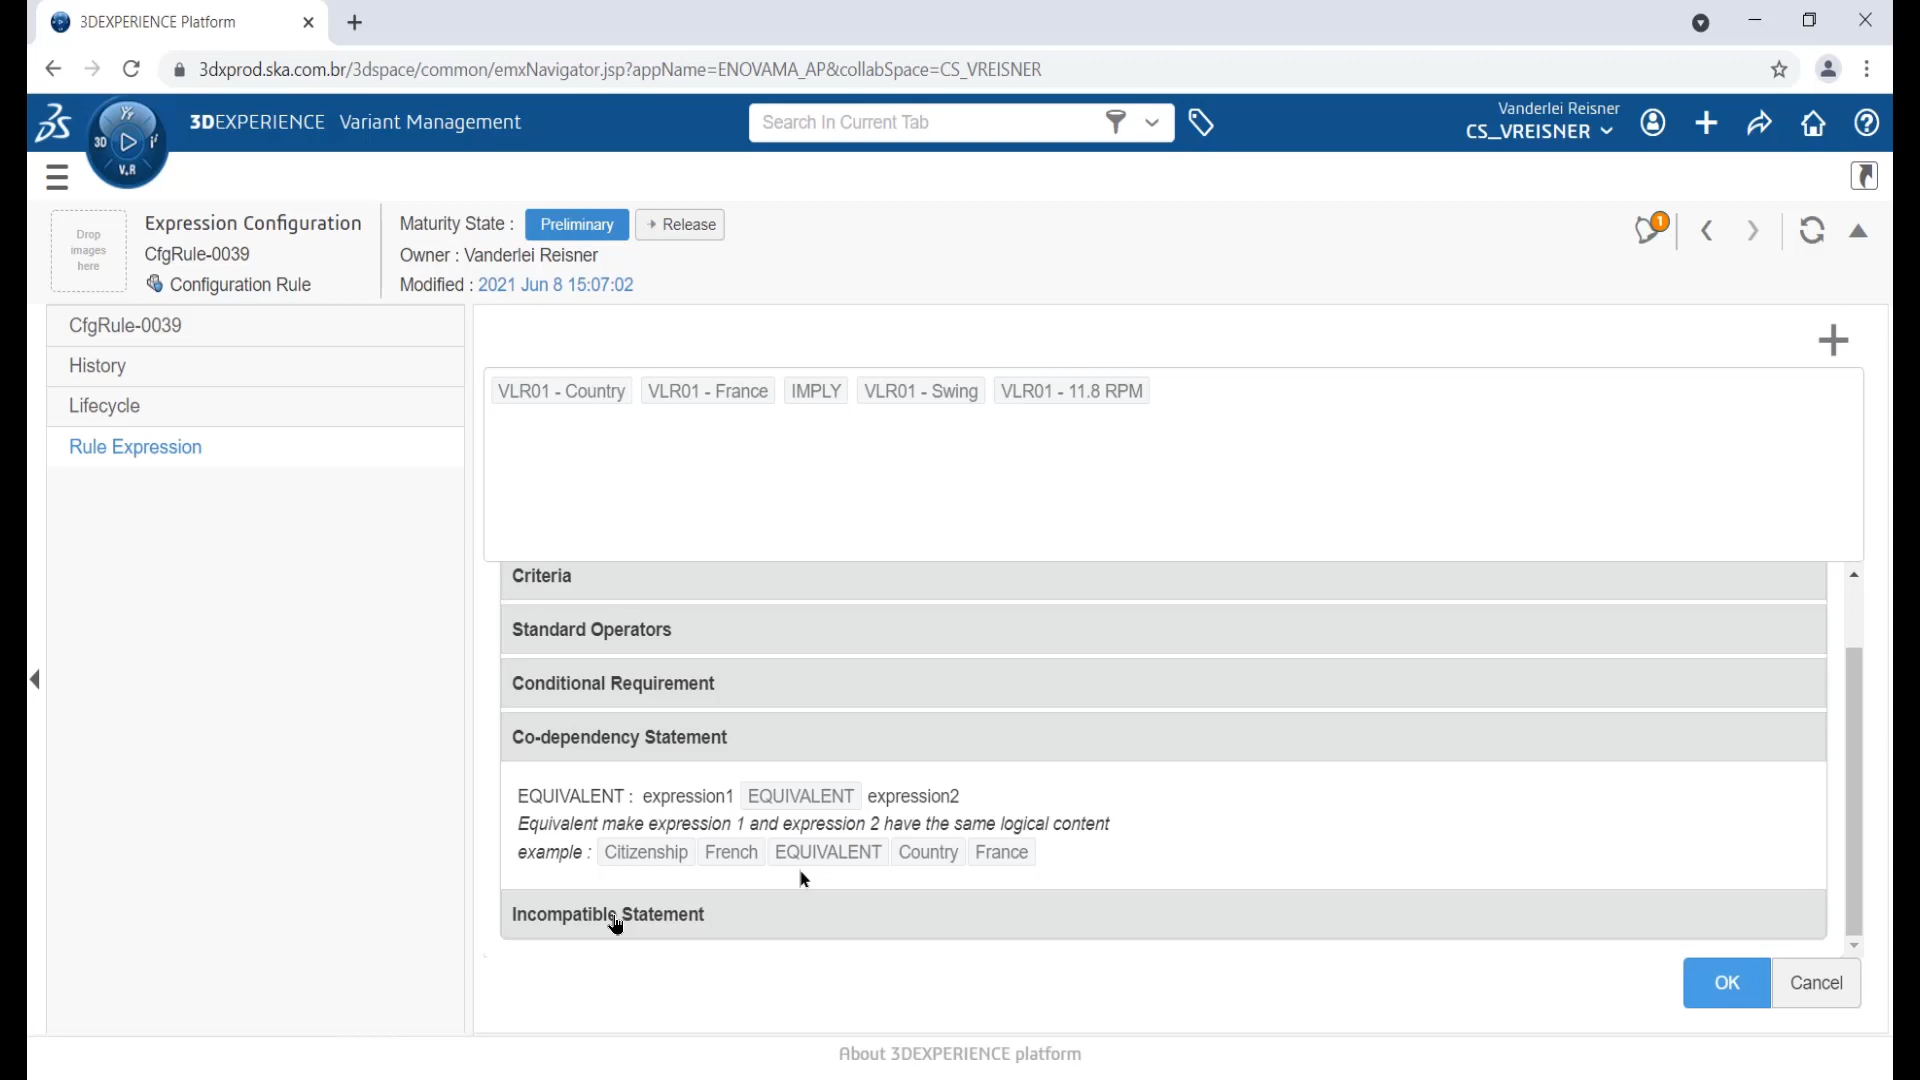 3DEXPERIENCE Platform
3dxprod.ska.com.br/3dspace/common/emxNavigator.jsp?appName=ENOVAMA_AP&collabSpace=CS_VREISNER
3D
V.R
3DEXPERIENCE Variant Management
Search In Current Tab
Vanderlei Reisner
CS_VREISNER
Drop
images
here
Expression Configuration
CfgRule-0039
Configuration Rule
Maturity State : Preliminary Release
Owner : Vanderlei Reisner
Modified : 2021 Jun 8 15:07:02
1
CfgRule-0039
History
Lifecycle
Rule Expression
VLR01 - Country VLR01 - France IMPLY VLR01 - Swing VLR01 - 11.8 RPM
Criteria
Standard Operators
Conditional Requirement
Co-dependency Statement
EQUIVALENT : expression1 EQUIVALENT expression2
Equivalent make expression 1 and expression 2 have the same logical content
example : Citizenship French EQUIVALENT Country France
Incompatible Statement
OK Cancel
About 3DEXPERIENCE platform